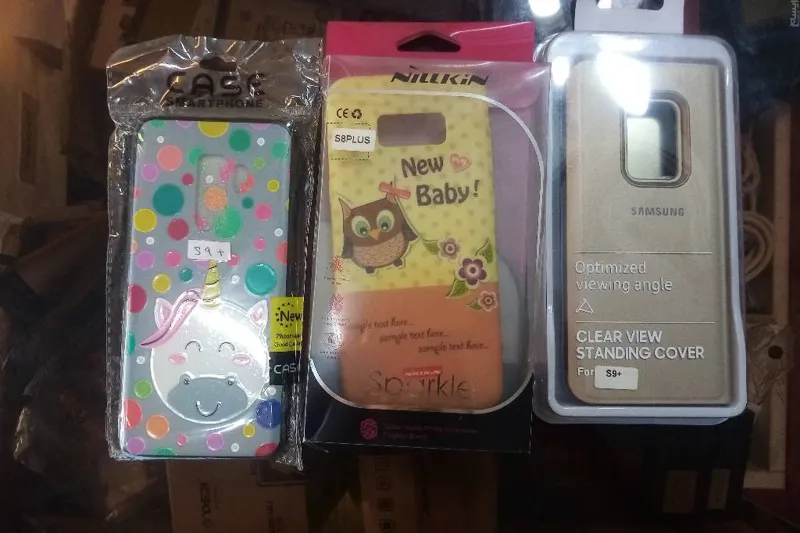 CASE
SMARTPHONE
S9+
New
CASE
NILLKIN
CE
S8PLUS
New
Baby!
sample text here...
sample text here...
sample text here...
NILLKIN
Sparkle
SAMSUNG
Optimized
viewing angle
CLEAR VIEW
STANDING COVER
For S9+